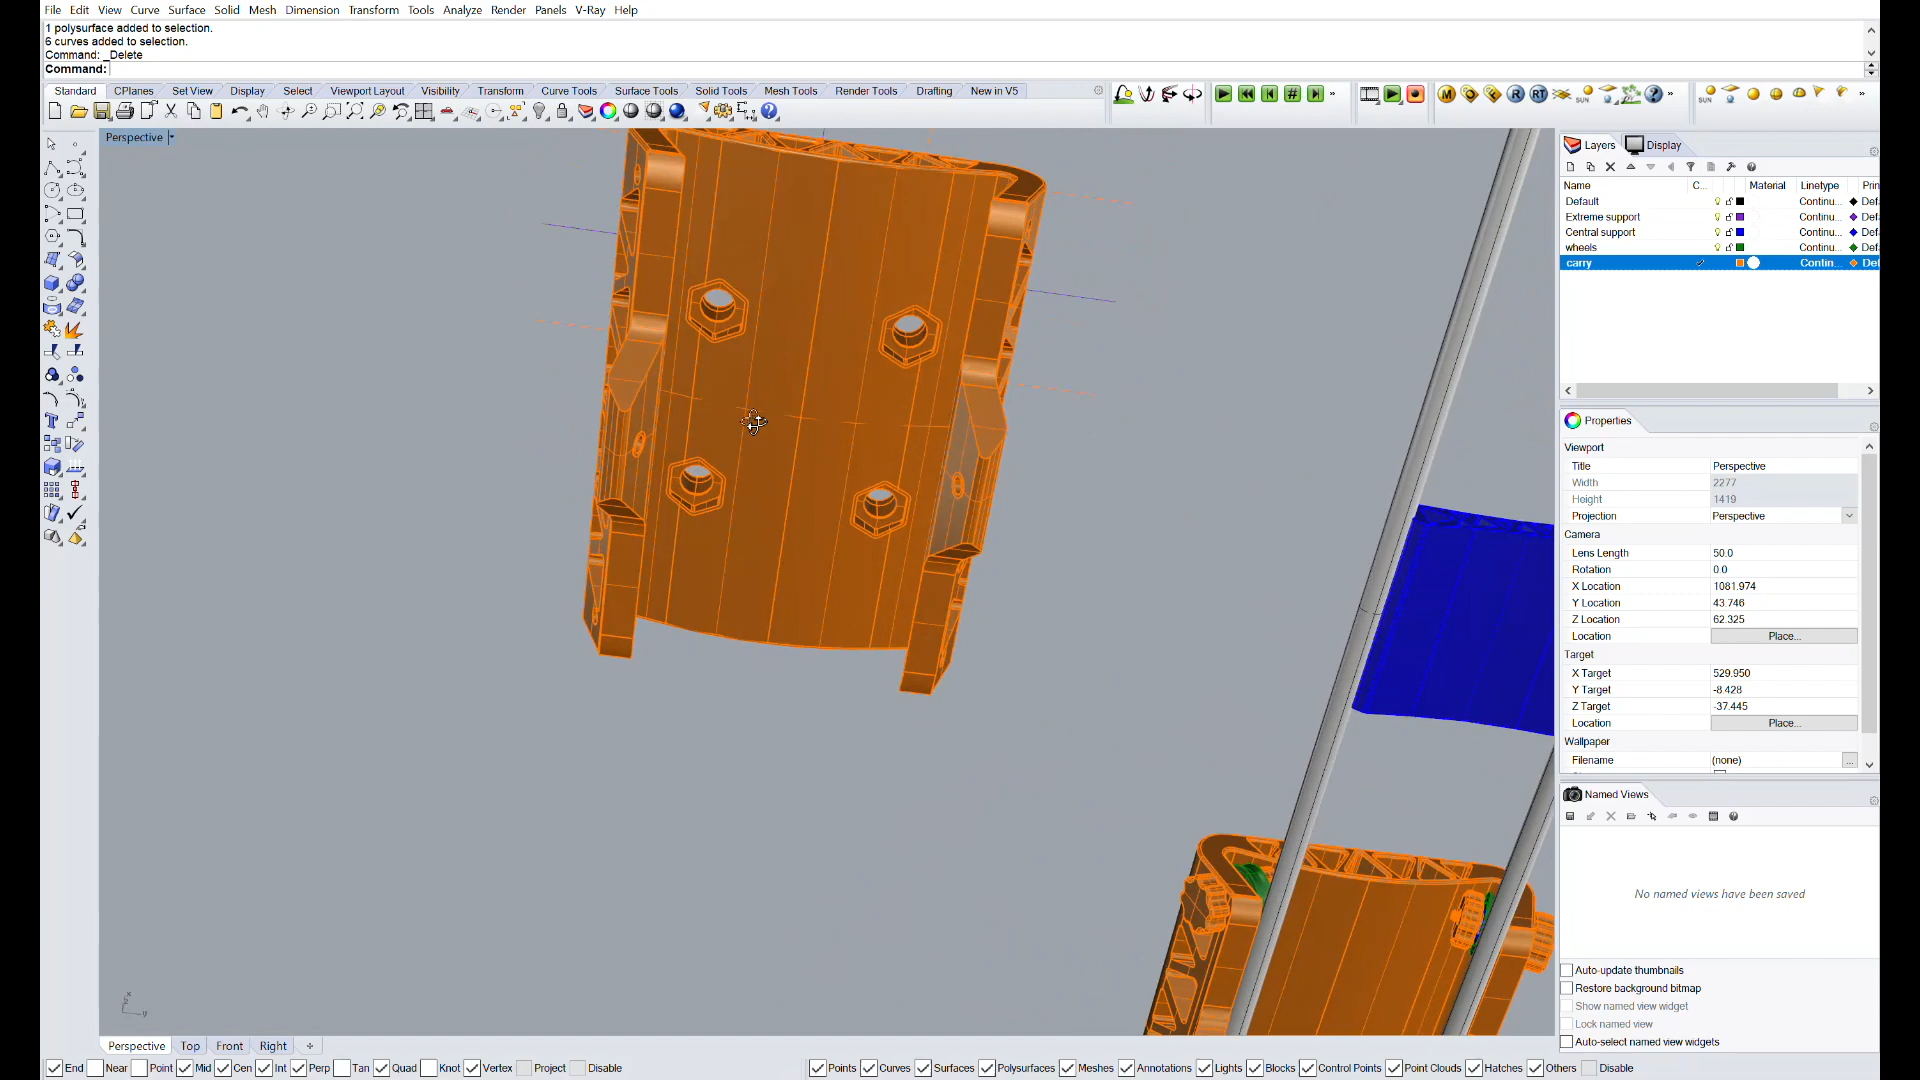 File Edit View Curve Surface Solid Mesh Dimension Transform Tools Analyze Render Panels V-Ray Help
1 polysurface added to selection.
6 curves added to selection.
Command: _Delete
Command:
Standard CPlanes Set View Display Select Viewport Layout Visibility Transform Curve Tools Surface Tools Solid Tools Mesh Tools Render Tools Drafting New in V5
Perspective
Layers Display
Name C... Material Linetype Prin
Default Continu... Def
Extreme support Continu... Def
Central support Continu... Def
wheels Continu... Def
carry Contin... Def
Properties
Viewport
Title Perspective
Width 2277
Height 1419
Projection Perspective
Camera
Lens Length 50.0
Rotation 0.0
X Location 1081.974
Y Location 43.746
Z Location 62.325
Location Place...
Target
X Target 529.950
Y Target -8.428
Z Target -37.445
Location Place...
Wallpaper
Filename (none) ...
Named Views
No named views have been saved
Auto-update thumbnails
Restore background bitmap
Show named view widget
Lock named view
Auto-select named view widgets
x
y
Perspective Top Front Right
End Near Point Mid Cen Int Perp Tan Quad Knot Vertex Project Disable
Points Curves Surfaces Polysurfaces Meshes Annotations Lights Blocks Control Points Point Clouds Hatches Others Disable